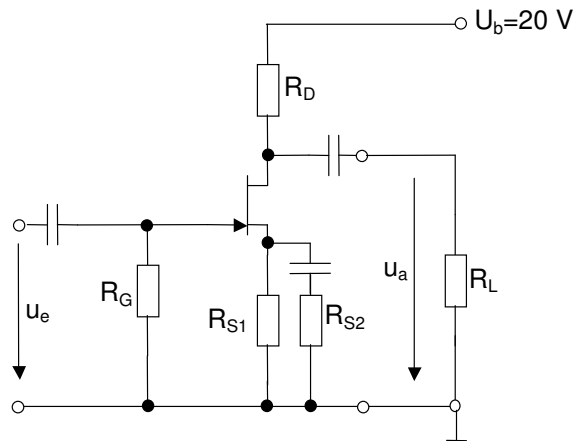 U_b=20 V
R_D
R_G
R_S1
R_S2
u_e
u_a
R_L